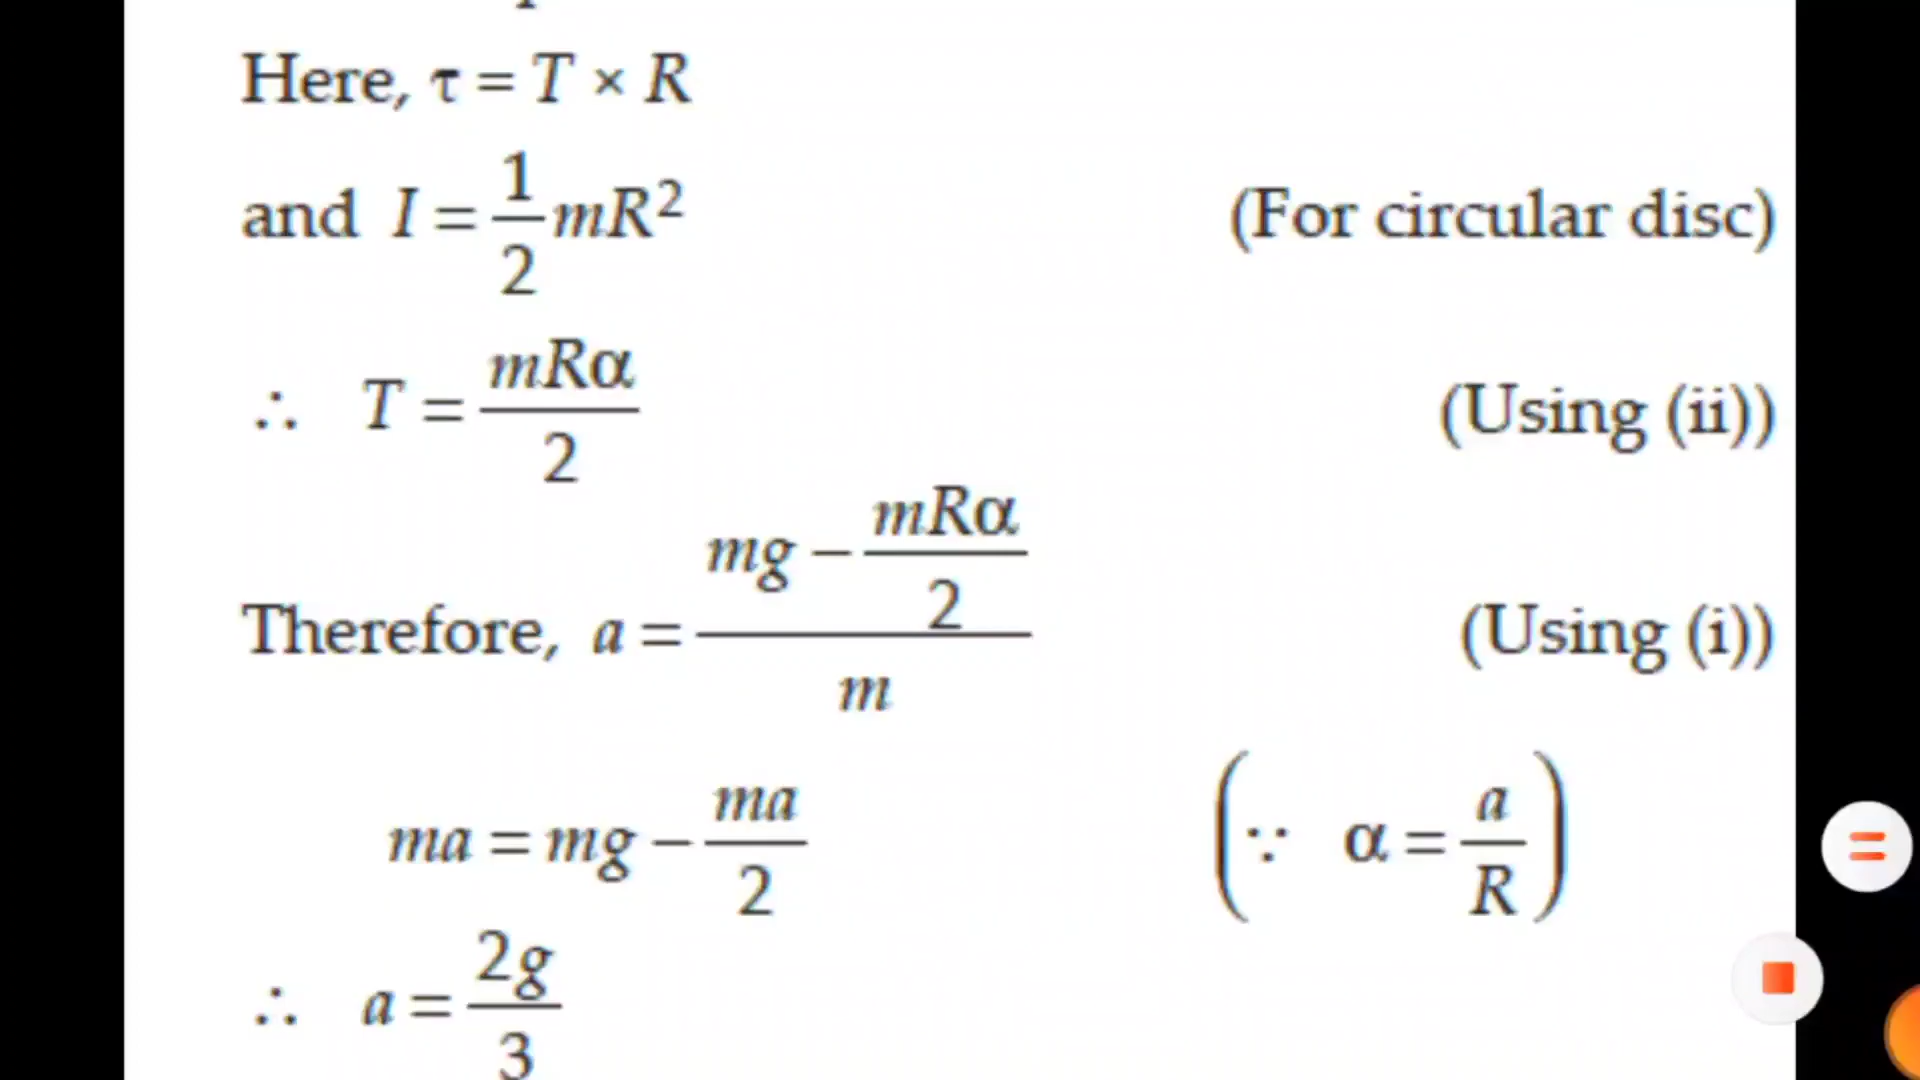 Here, τ = T × R
and I = 1/2 mR² (For circular disc)
∴ T = mRα/2 (Using (ii))
Therefore, a = (mg − mRα/2)/m (Using (i))
ma = mg − ma/2 (∵ α = a/R)
∴ a = 2g/3